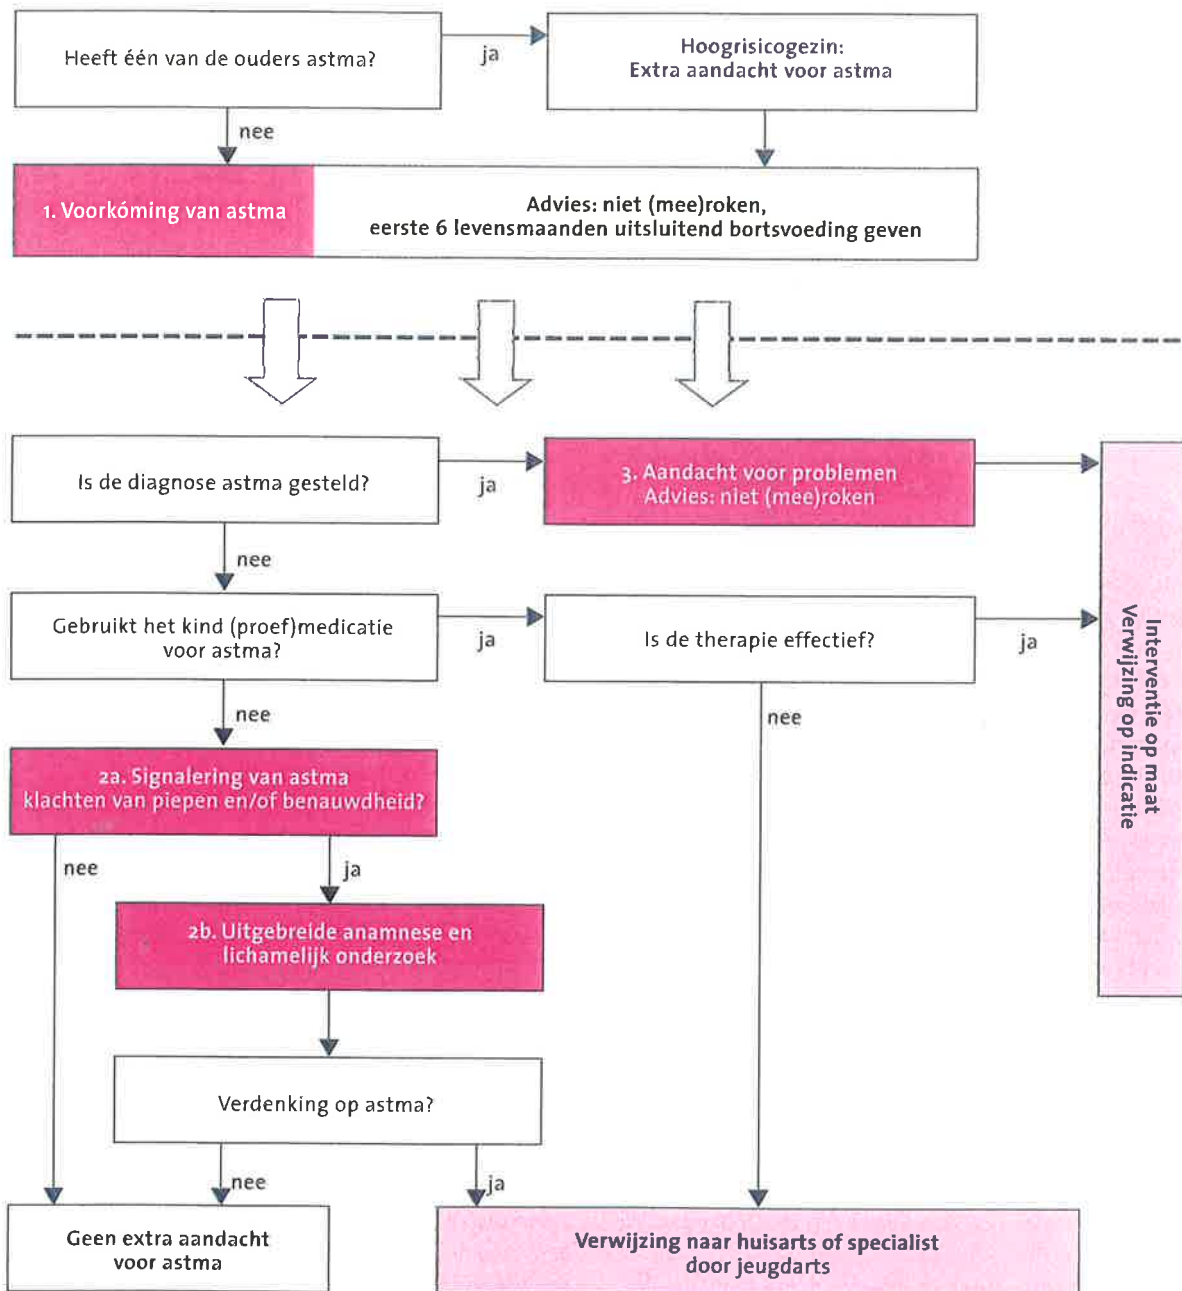 Heeft één van de ouders astma?
ja
Hoogrisicogezin:
Extra aandacht voor astma
nee
1. Voorkóming van astma
Advies: niet (mee)roken,
eerste 6 levensmaanden uitsluitend bortsvoeding geven
Is de diagnose astma gesteld?
ja
3. Aandacht voor problemen
Advies: niet (mee)roken
nee
Gebruikt het kind (proef)medicatie
voor astma?
ja
Is de therapie effectief?
ja
Interventie op maat
Verwijzing op indicatie
nee
nee
2a. Signalering van astma
klachten van piepen en/of benauwdheid?
nee
ja
2b. Uitgebreide anamnese en
lichamelijk onderzoek
Verdenking op astma?
nee
ja
Geen extra aandacht
voor astma
Verwijzing naar huisarts of specialist
door jeugdarts